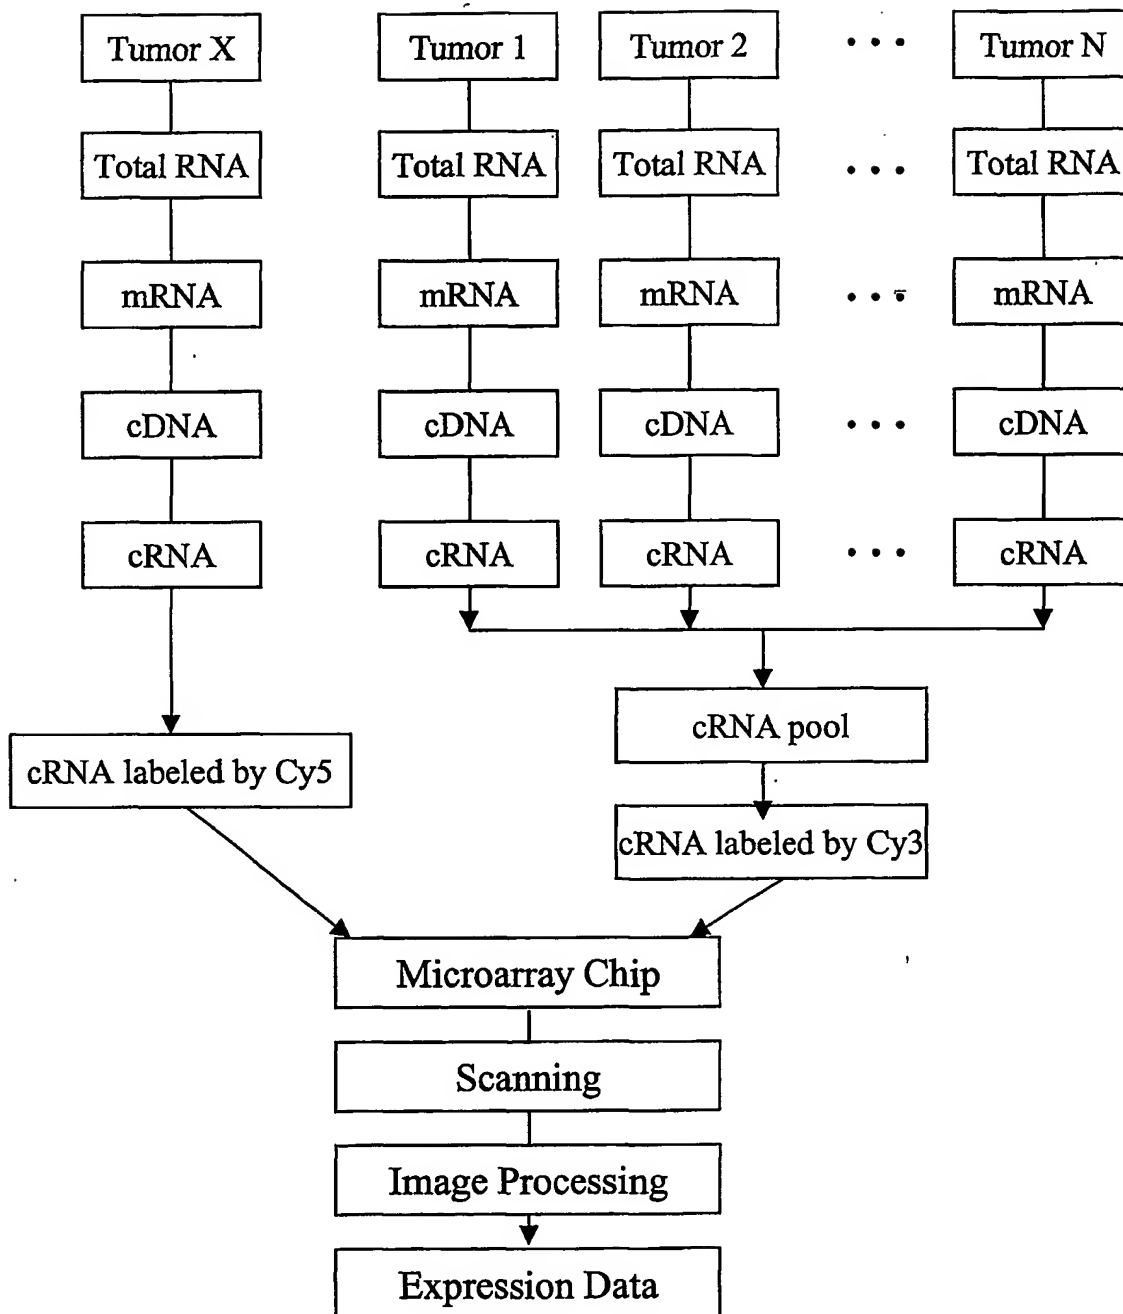 Tumor X Tumor 1 Tumor 2 • • • Tumor N
Total RNA Total RNA Total RNA • • • Total RNA
mRNA mRNA mRNA • • • mRNA
cDNA cDNA cDNA • • • cDNA
cRNA cRNA cRNA • • • cRNA
cRNA pool
cRNA labeled by Cy5
cRNA labeled by Cy3
Microarray Chip
Scanning
Image Processing
Expression Data